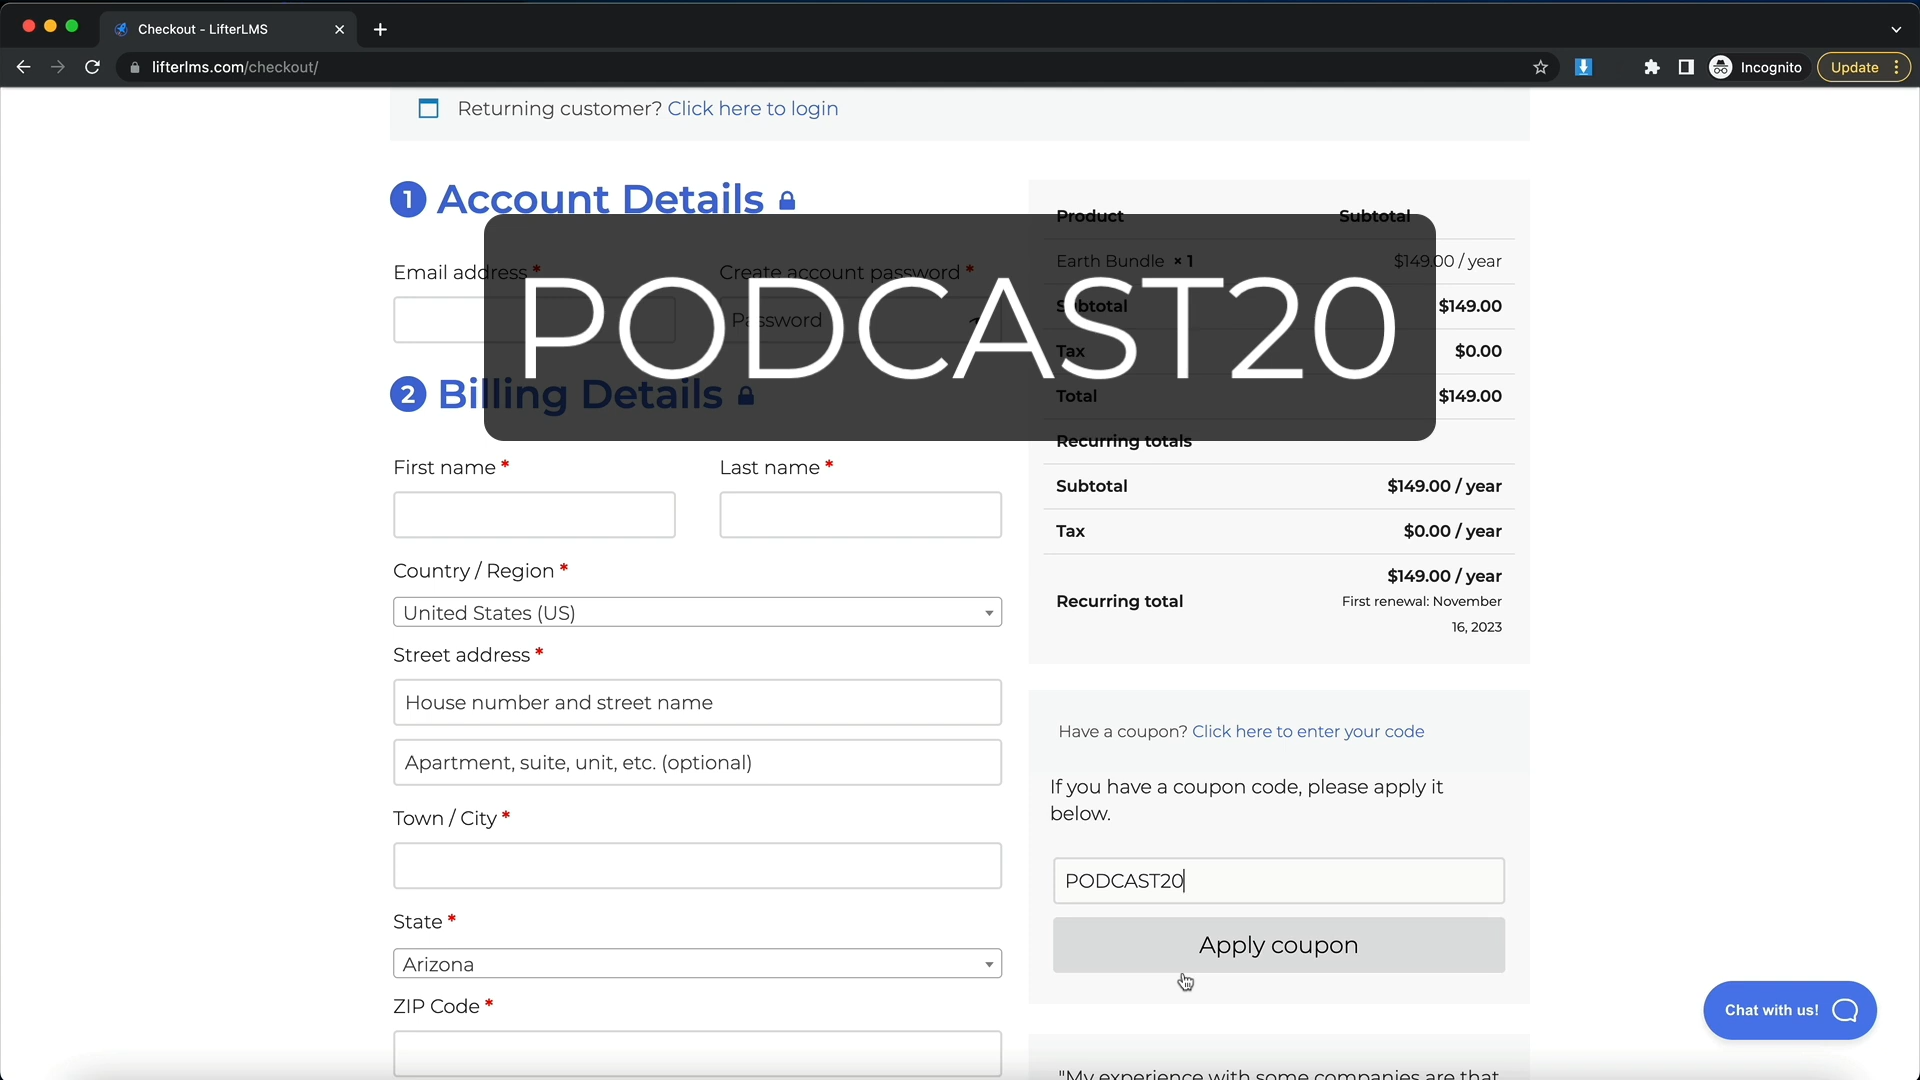 Checkout - LifterLMS
lifterlms.com/checkout/
Incognito
Update
Returning customer? Click here to login
1 Account Details
Email address *
Create account password *
Password
PODCAST20
2 Billing Details
First name *
Last name *
Country / Region *
United States (US)
Street address *
House number and street name
Apartment, suite, unit, etc. (optional)
Town / City *
State *
Arizona
ZIP Code *
Product Subtotal
Earth Bundle × 1 $149.00 / year
Subtotal $149.00
Tax $0.00
Total $149.00
Recurring totals
Subtotal $149.00 / year
Tax $0.00 / year
Recurring total $149.00 / year
First renewal: November
16, 2023
Have a coupon? Click here to enter your code
If you have a coupon code, please apply it
below.
PODCAST20
Apply coupon
"My experience with some companies are that
Chat with us!